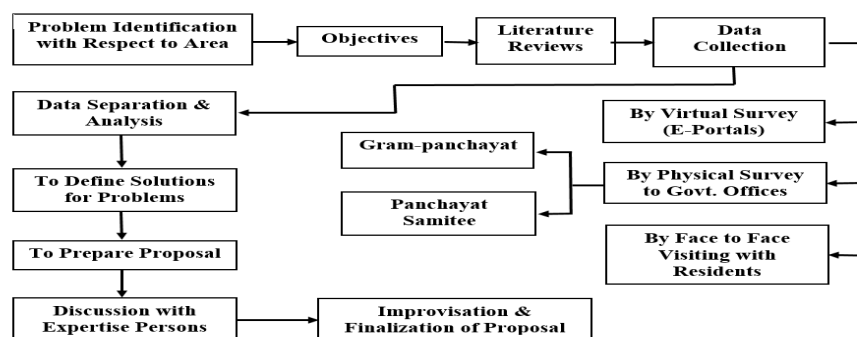 Problem Identification
with Respect to Area
Objectives
Literature
Reviews
Data
Collection
Data Separation &
Analysis
By Virtual Survey
(E-Portals)
Gram-panchayat
To Define Solutions
for Problems
By Physical Survey
to Govt. Offices
Panchayat
Samitee
To Prepare Proposal
By Face to Face
Visiting with
Residents
Discussion with
Expertise Persons
Improvisation &
Finalization of Proposal